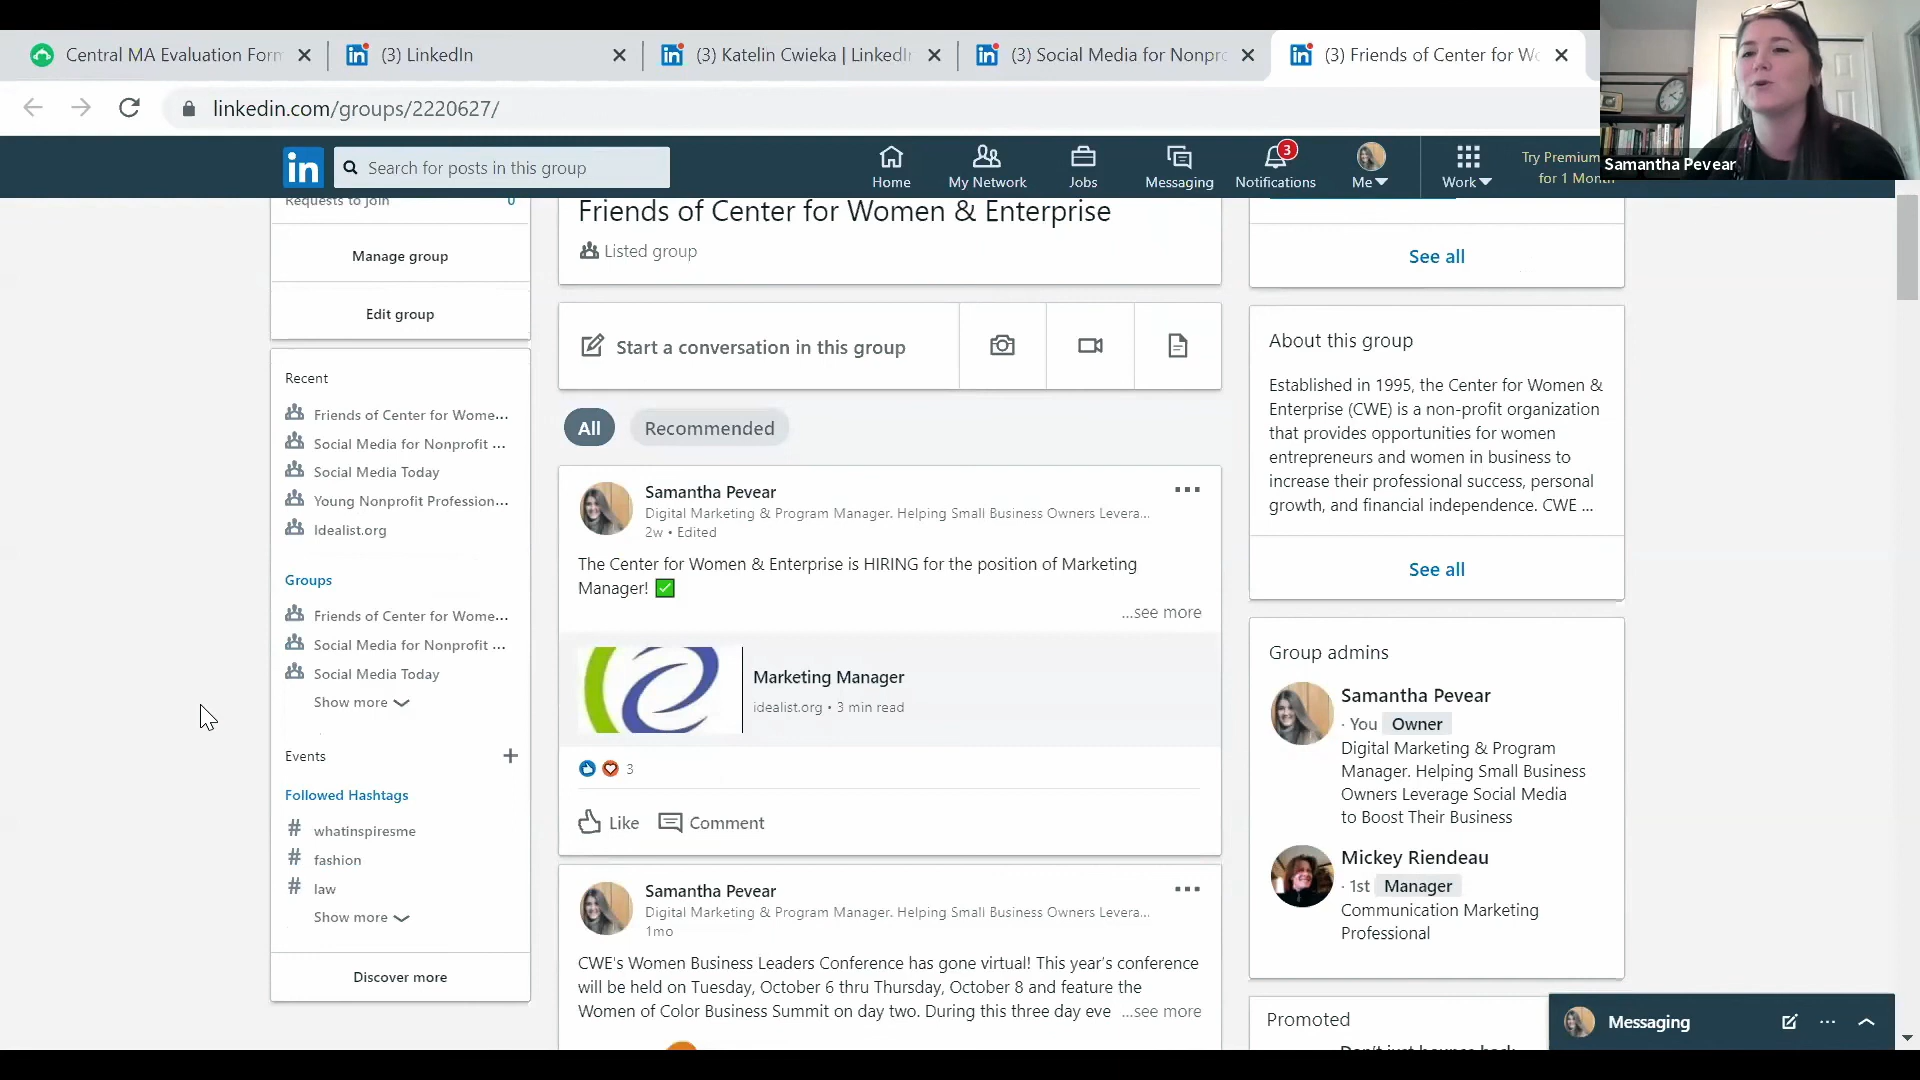 Central MA Evaluation Form
(3) LinkedIn
(3) Katelin Cwieka | LinkedIn
(3) Social Media for Nonpro
(3) Friends of Center for Wo
linkedin.com/groups/2220627/
Samantha Pevear
in
Search for posts in this group
Home
My Network
Jobs
Messaging
3
Notifications
Me
Work
Try Premium
for 1 Month
Requests to join
0
Manage group
Edit group
Recent
Friends of Center for Wome...
Social Media for Nonprofit ...
Social Media Today
Young Nonprofit Profession...
Idealist.org
Groups
Friends of Center for Wome...
Social Media for Nonprofit ...
Social Media Today
Show more
Events
+
Followed Hashtags
# whatinspiresme
# fashion
# law
Show more
Discover more
Friends of Center for Women & Enterprise
Listed group
Start a conversation in this group
All
Recommended
Samantha Pevear
Digital Marketing & Program Manager. Helping Small Business Owners Levera...
2w • Edited
The Center for Women & Enterprise is HIRING for the position of Marketing
Manager! ✅
...see more
Marketing Manager
idealist.org • 3 min read
3
Like
Comment
Samantha Pevear
Digital Marketing & Program Manager. Helping Small Business Owners Levera...
1mo
CWE's Women Business Leaders Conference has gone virtual! This year's conference
will be held on Tuesday, October 6 thru Thursday, October 8 and feature the
Women of Color Business Summit on day two. During this three day eve ...see more
See all
About this group
Established in 1995, the Center for Women &
Enterprise (CWE) is a non-profit organization
that provides opportunities for women
entrepreneurs and women in business to
increase their professional success, personal
growth, and financial independence. CWE ...
See all
Group admins
Samantha Pevear
· You Owner
Digital Marketing & Program
Manager. Helping Small Business
Owners Leverage Social Media
to Boost Their Business
Mickey Riendeau
· 1st Manager
Communication Marketing
Professional
Promoted
Don't just bounce back
Messaging